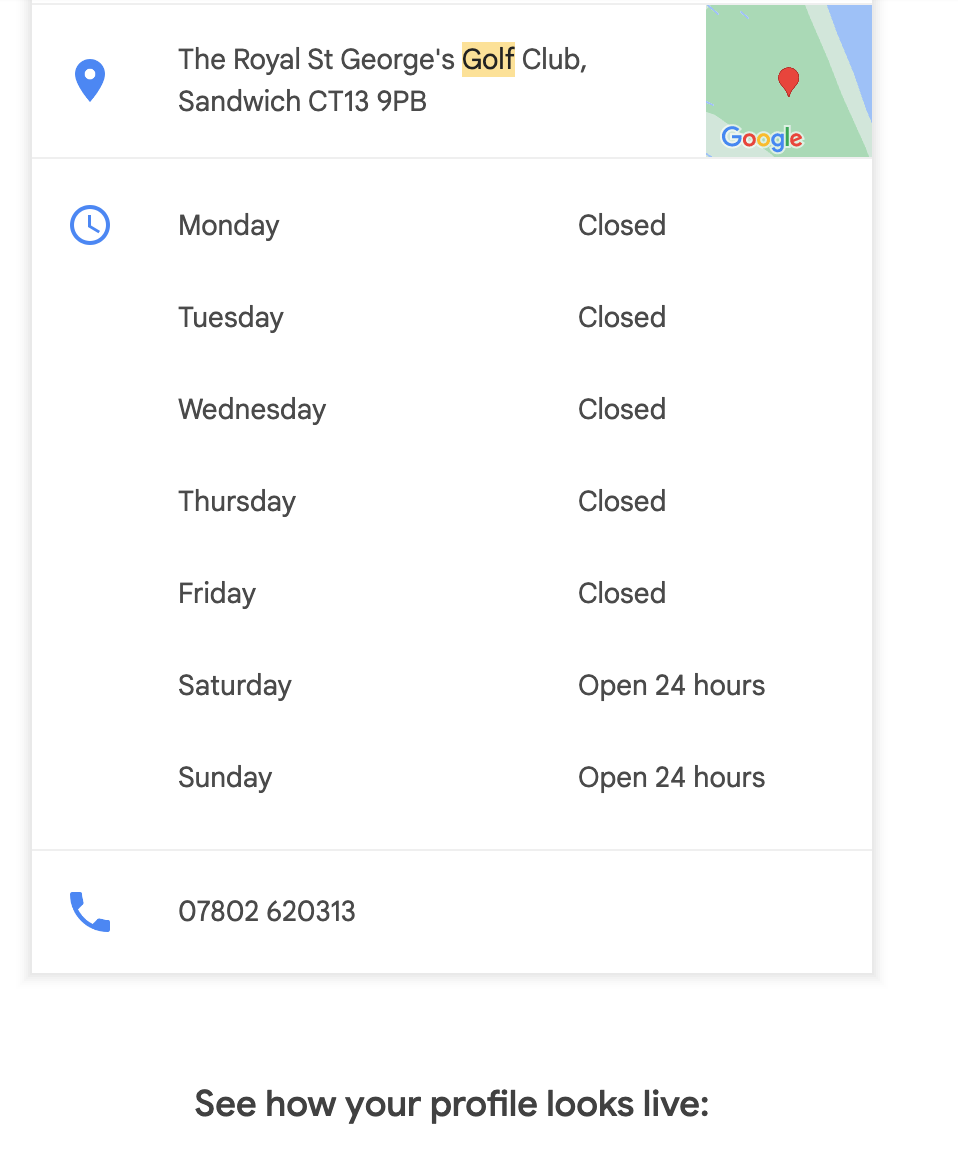 The Royal St George's Golf Club,
Sandwich CT13 9PB
Google
Monday Closed
Tuesday Closed
Wednesday Closed
Thursday Closed
Friday Closed
Saturday Open 24 hours
Sunday Open 24 hours
07802 620313
See how your profile looks live: